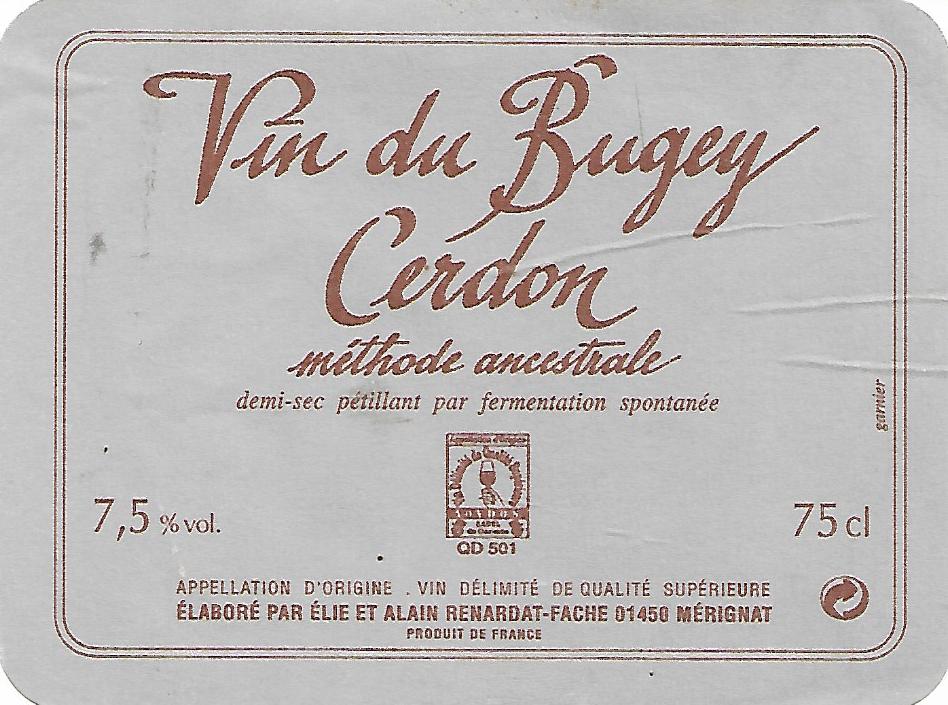 Vin du Bugey
Cerdon
méthode ancestrale
demi-sec pétillant par fermentation spontanée
garnier
7,5 % vol.
75 cl
QD 501
APPELLATION D'ORIGINE . VIN DÉLIMITÉ DE QUALITÉ SUPÉRIEURE
ÉLABORÉ PAR ÉLIE ET ALAIN RENARDAT-FACHE 01450 MÉRIGNAT
PRODUIT DE FRANCE